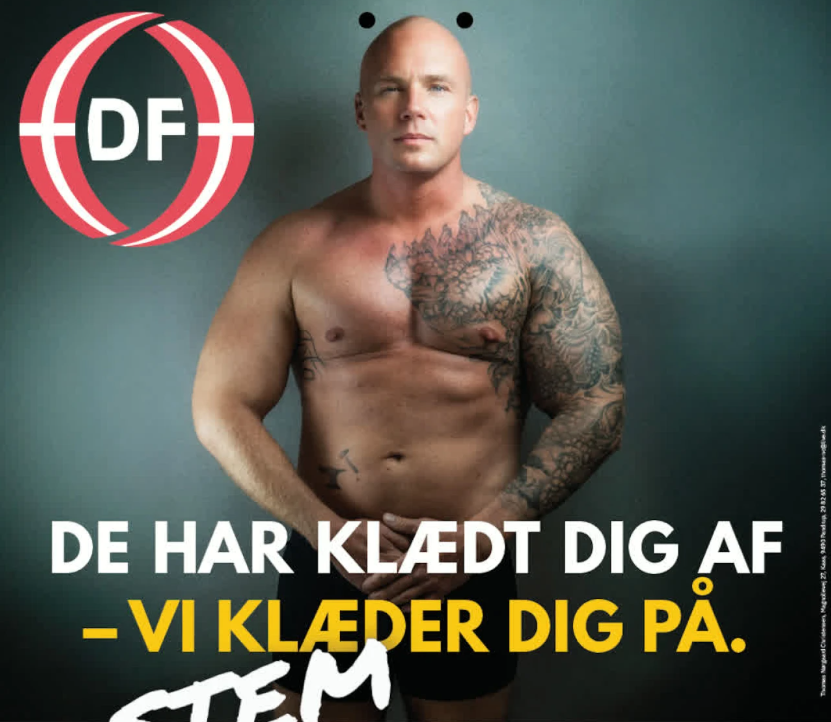 DF
DE HAR KLÆDT DIG AF
– VI KLÆDER DIG PÅ.
STEM